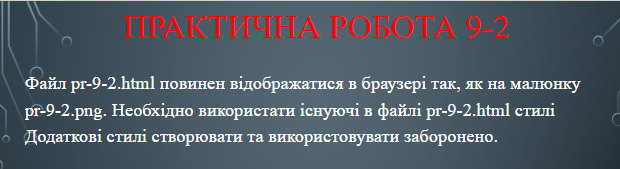 ПРАКТИЧНА РОБОТА 9-2
Файл pr-9-2.html повинен відображатися в браузері так, як на малюнку
pr-9-2.png. Необхідно використати існуючі в файлі pr-9-2.html стилі
Додаткові стилі створювати та використовувати заборонено.